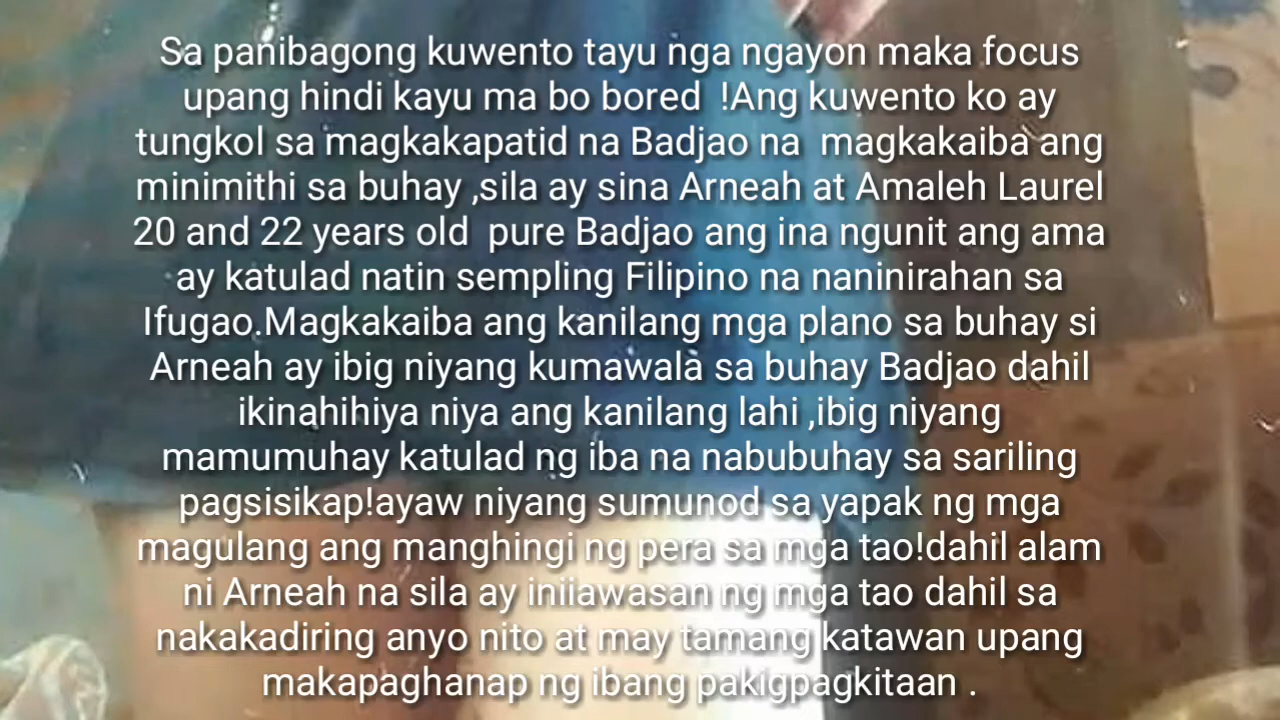 Sa panibagong kuwento tayu nga ngayon maka focus
upang hindi kayu ma bo bored  !Ang kuwento ko ay
tungkol sa magkakapatid na Badjao na  magkakaiba ang
minimithi sa buhay ,sila ay sina Arneah at Amaleh Laurel
20 and 22 years old  pure Badjao ang ina ngunit ang ama
ay katulad natin sempling Filipino na naninirahan sa
Ifugao.Magkakaiba ang kanilang mga plano sa buhay si
Arneah ay ibig niyang kumawala sa buhay Badjao dahil
ikinahihiya niya ang kanilang lahi ,ibig niyang
mamumuhay katulad ng iba na nabubuhay sa sariling
pagsisikap!ayaw niyang sumunod sa yapak ng mga
magulang ang manghingi ng pera sa mga tao!dahil alam
ni Arneah na sila ay iniiawasan ng mga tao dahil sa
nakakadiring anyo nito at may tamang katawan upang
makapaghanap ng ibang pakigpagkitaan .